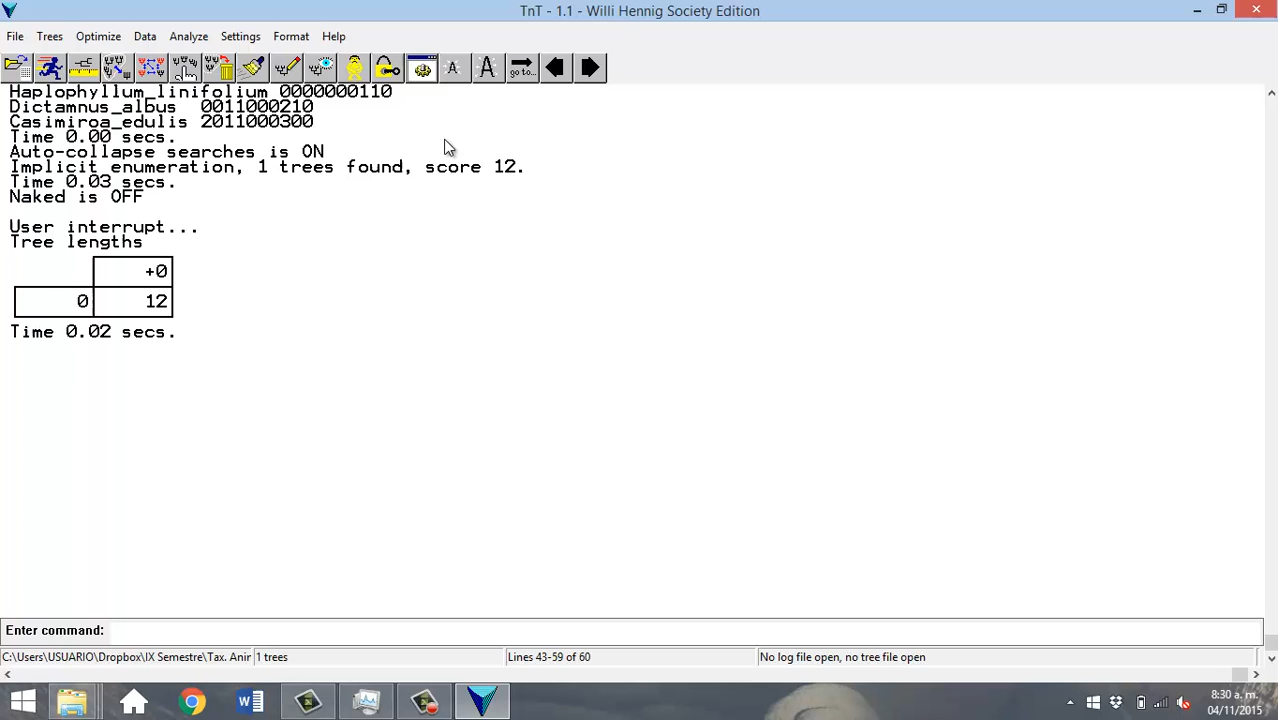 TnT - 1.1 - Willi Hennig Society Edition
File Trees Optimize Data Analyze Settings Format Help
go to...
Haplophyllum_linifolium 0000000110
Dictamnus_albus 0011000210
Casimiroa_edulis 2011000300
Time 0.00 secs.
Auto-collapse searches is ON
Implicit enumeration, 1 trees found, score 12.
Time 0.03 secs.
Naked is OFF
User interrupt...
Tree lengths
+0
0 12
Time 0.02 secs.
Enter command:
C:\Users\USUARIO\Dropbox\IX Semestre\Tax. Anir 1 trees Lines 43-59 of 60 No log file open, no tree file open
8:30 a. m.
04/11/2015